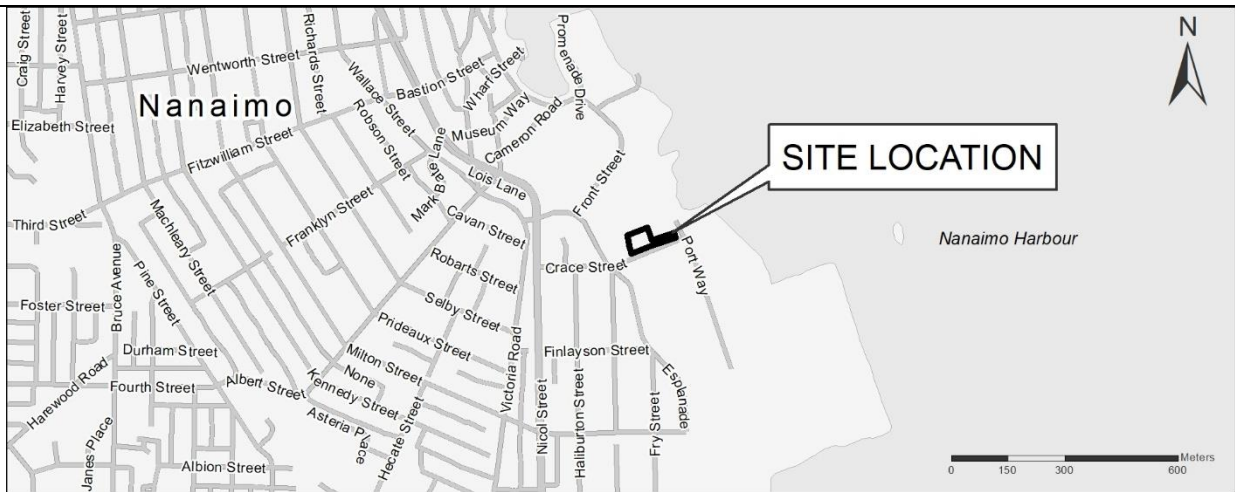 Craig Street
Harvey Street
Richards Street
Wentworth Street
Nanaimo
Wallace Street
Bastion Street
Wharf Street
Promenade Drive
N
Elizabeth Street
Fitzwilliam Street
Robson Street
Museum Way
Cameron Road
SITE LOCATION
Mark Bate Lane
Lois Lane
Front Street
Third Street
Machleary Street
Franklyn Street
Cavan Street
Nanaimo Harbour
Pine Street
Bruce Avenue
Robarts Street
Crace Street
Port Way
Foster Street
Selby Street
Prideaux Street
Durham Street
Milton Street
Victoria Road
Finlayson Street
Harewood Road
Fourth Street
Albert Street
None
Kennedy Street
Esplanade
Asteria Place
Hecate Street
Nicol Street
Haliburton Street
Fry Street
Janes Place
Albion Street
Meters
0 150 300 600